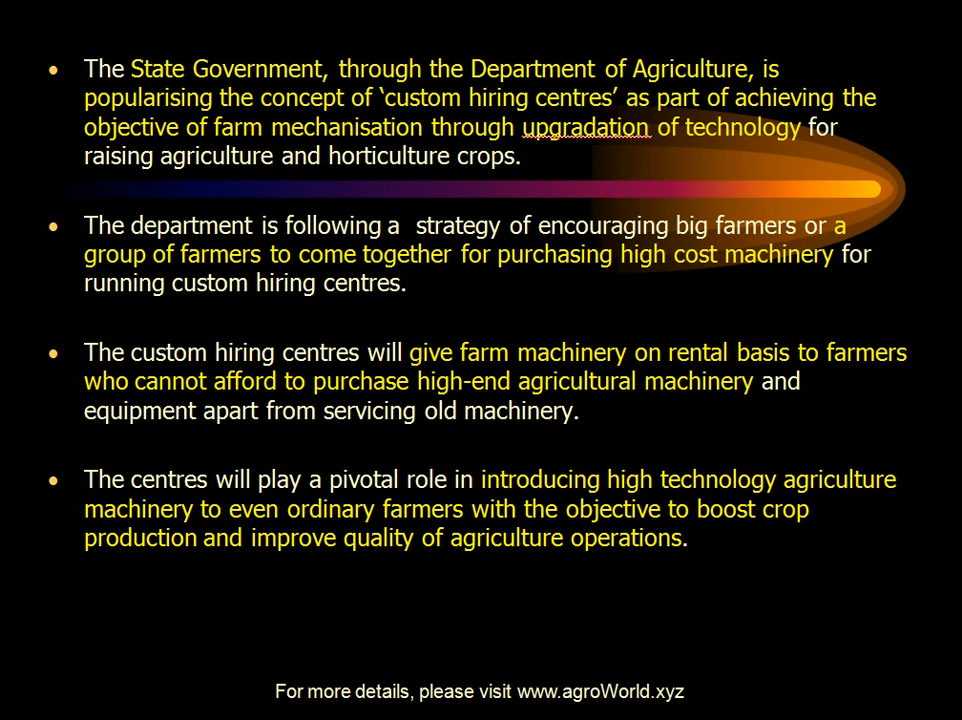 • The State Government, through the Department of Agriculture, is
popularising the concept of ‘custom hiring centres’ as part of achieving the
objective of farm mechanisation through upgradation of technology for
raising agriculture and horticulture crops.
• The department is following a  strategy of encouraging big farmers or a
group of farmers to come together for purchasing high cost machinery for
running custom hiring centres.
• The custom hiring centres will give farm machinery on rental basis to farmers
who cannot afford to purchase high-end agricultural machinery and
equipment apart from servicing old machinery.
• The centres will play a pivotal role in introducing high technology agriculture
machinery to even ordinary farmers with the objective to boost crop
production and improve quality of agriculture operations.
For more details, please visit www.agroWorld.xyz